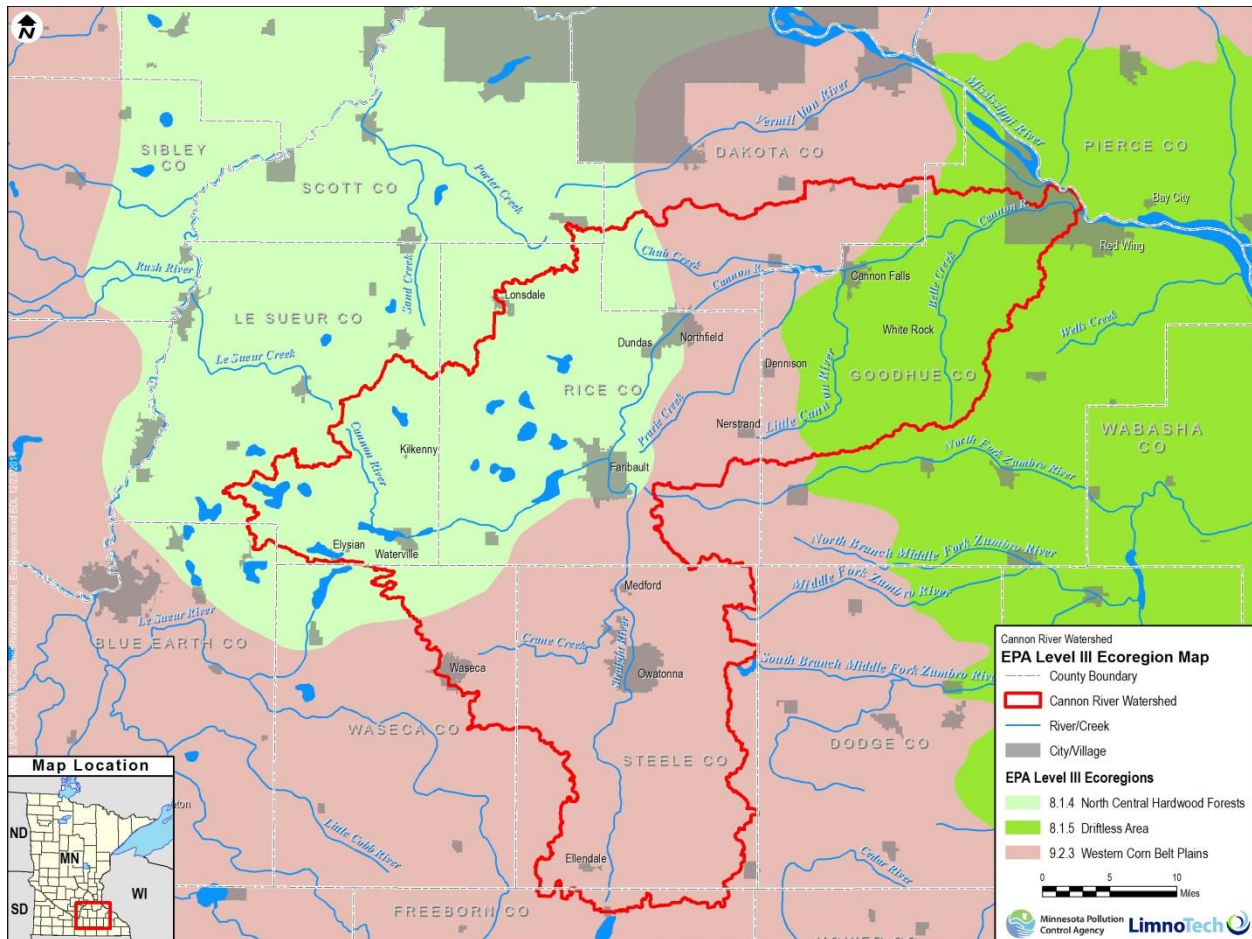 N
SIBLEY
CO
SCOTT CO
Porter Creek
Sand Creek
Vermillion River
DAKOTA CO
Mississippi River
PIERCE CO
Bay City
Cannon R.
Red Wing
Rush River
LE SUEUR CO
Le Sueur Creek
Lonsdale
Chub Creek
Cannon R.
Cannon Falls
Belle Creek
White Rock
Wells Creek
Dundas
Northfield
RICE CO
Dennison
GOODHUE CO
Prairie Creek
Little Cannon River
Nerstrand
WABASHA
CO
Cannon River
Kilkenny
Faribault
North Fork Zumbro River
Elysian
Waterville
North Branch Middle Fork Zumbro River
Middle Fork Zumbro River
Medford
Le Sueur River
BLUE EARTH CO
Crane Creek
Straight River
Waseca
Owatonna
South Branch Middle Fork Zumbro River
WASECA CO
STEELE CO
DODGE CO
Little Cobb River
Ellendale
Cedar River
FREEBORN CO
MOWER CO
Map Location
ND
MN
SD
WI
eton
Cannon River Watershed
EPA Level III Ecoregion Map
County Boundary
Cannon River Watershed
River/Creek
City/Village
EPA Level III Ecoregions
8.1.4 North Central Hardwood Forests
8.1.5 Driftless Area
9.2.3 Western Corn Belt Plains
0 5 10
Miles
Minnesota Pollution
Control Agency
LimnoTech